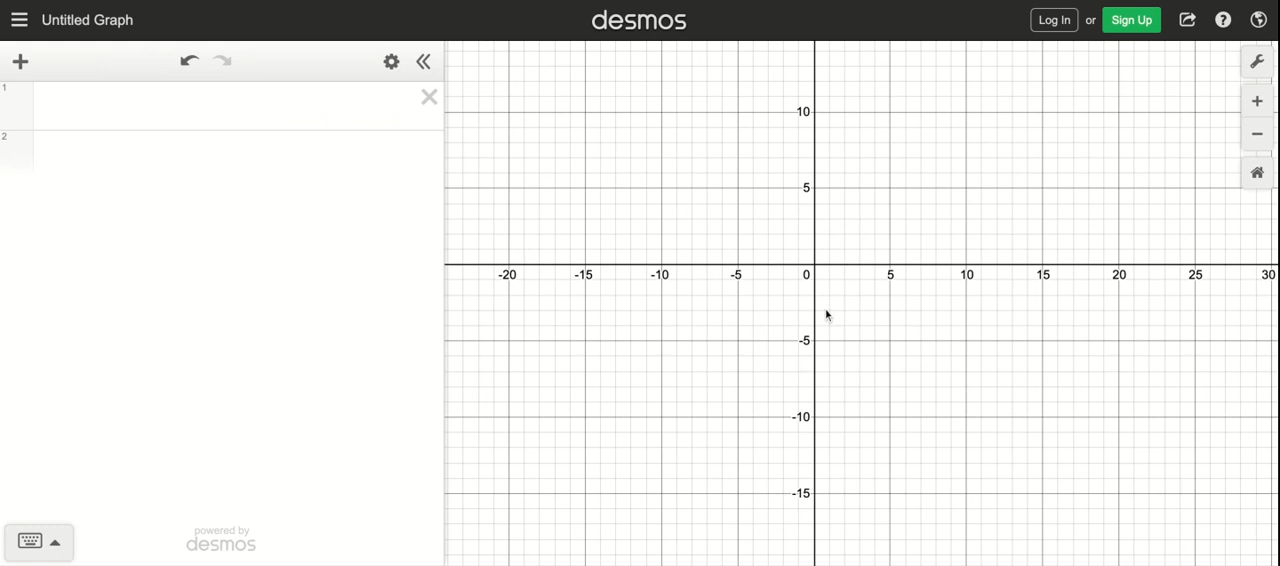 Untitled Graph
desmos
Log In or Sign Up
1
2
10
5
-20 -15 -10 -5 0 5 10 15 20 25 30
-5
-10
-15
powered by
desmos